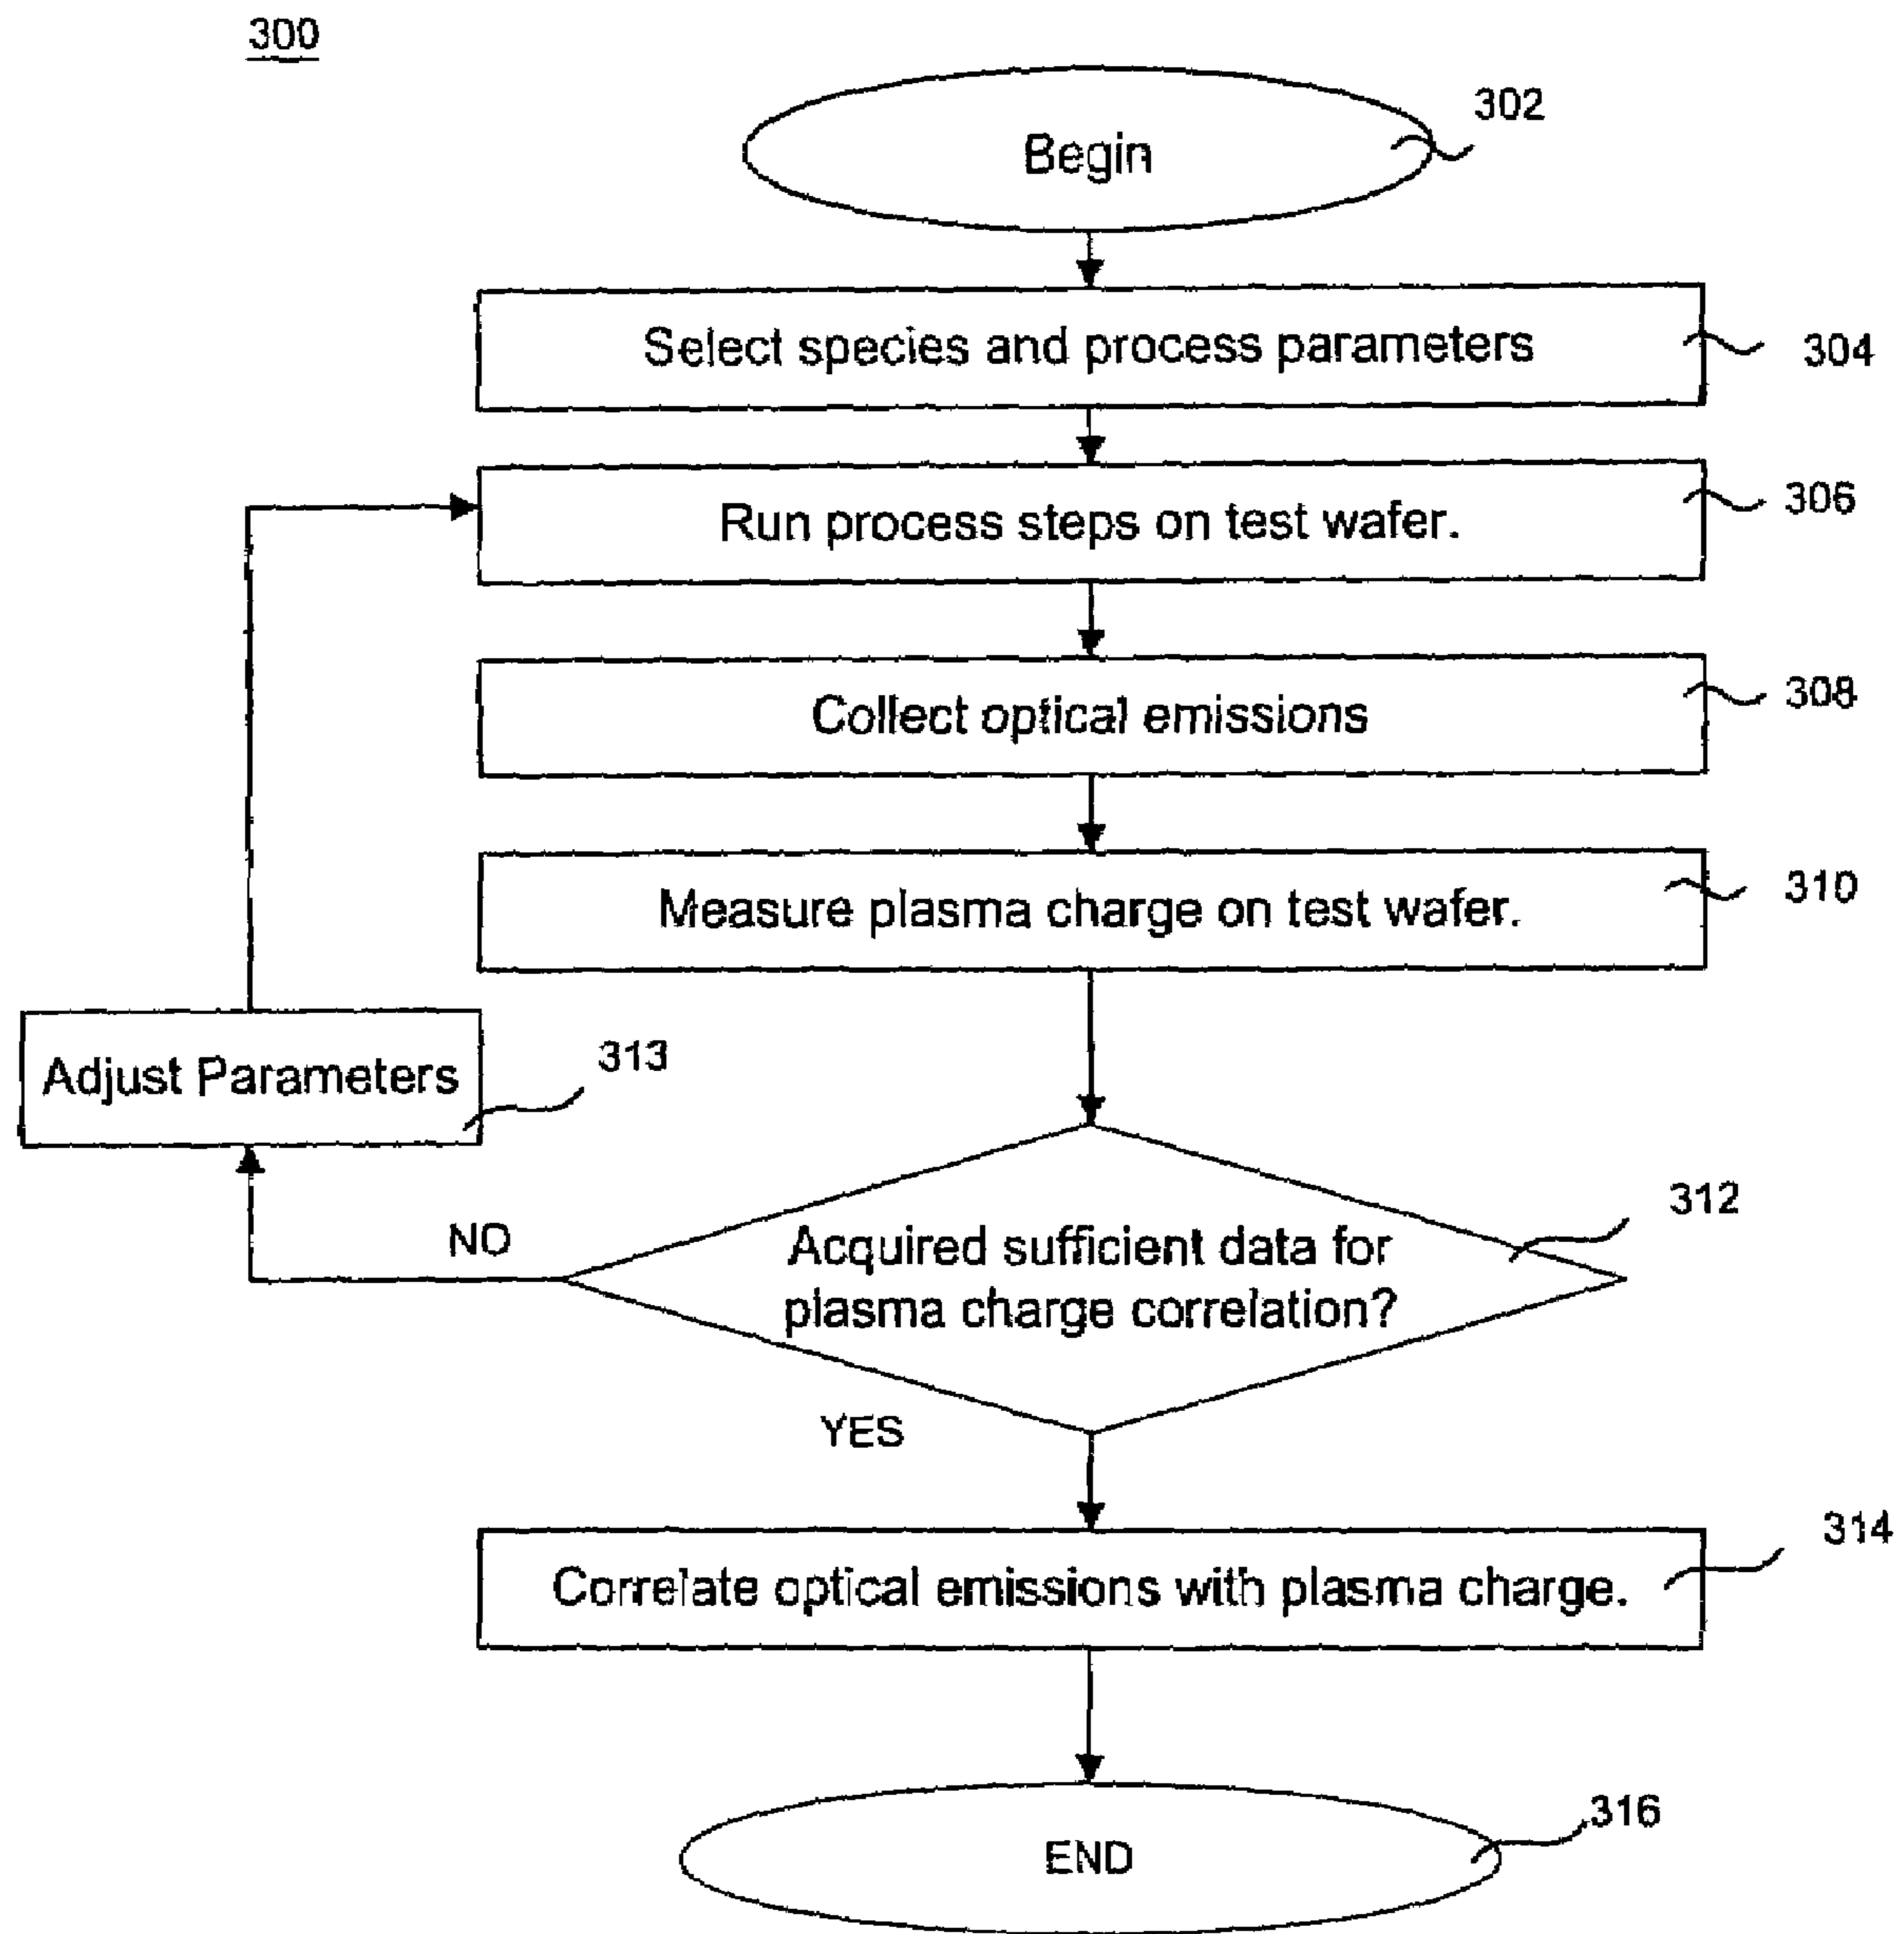 300
Begin
302
Select species and process parameters
304
Run process steps on test wafer.
306
Collect optical emissions
308
Measure plasma charge on test wafer.
310
Adjust Parameters
313
Acquired sufficient data for
plasma charge correlation?
312
NO
YES
Correlate optical emissions with plasma charge.
314
END
316